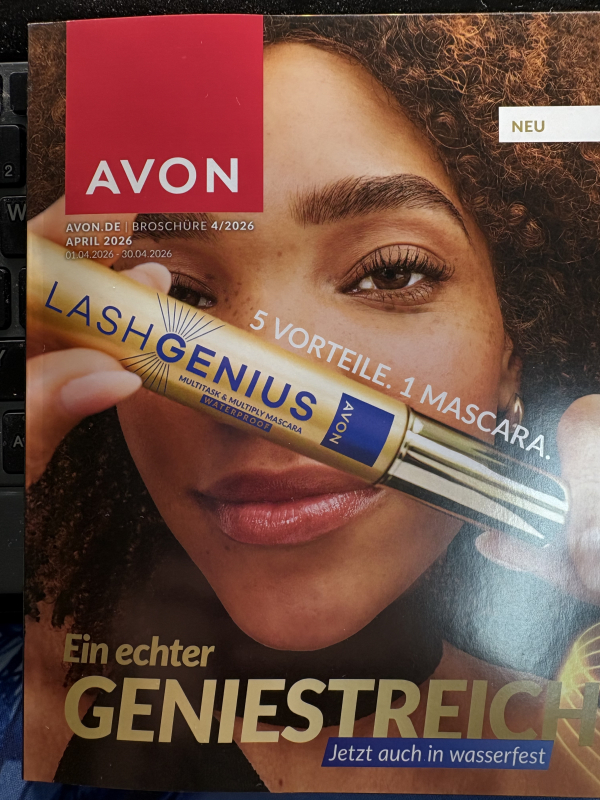 AVON
NEU
AVON.DE | BROSCHÜRE 4/2026
APRIL 2026
01.04.2026 - 30.04.2026
5 VORTEILE. 1 MASCARA.
LASHGENIUS
MULTITASK & MULTIPLY MASCARA
WATERPROOF
AVON
Ein echter
GENIESTREICH
Jetzt auch in wasserfest
2
W
A